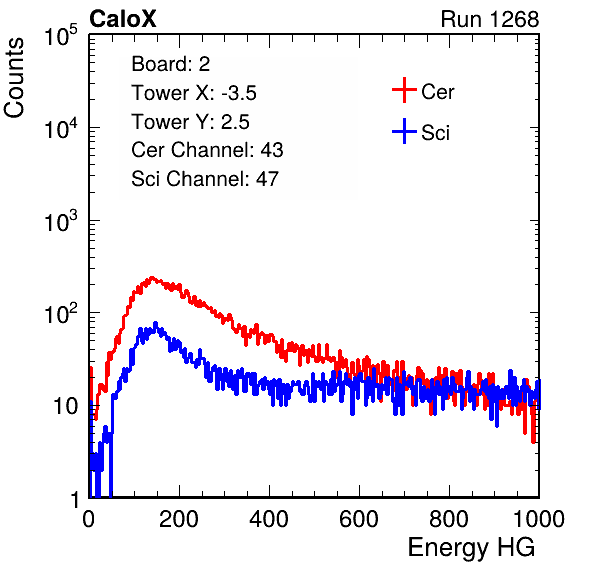 CaloX Run 1268
Counts
Board: 2
Tower X: -3.5
Tower Y: 2.5
Cer Channel: 43
Sci Channel: 47
Cer
Sci
10^5
10^4
10^3
10^2
10
1
0 200 400 600 800 1000
Energy HG